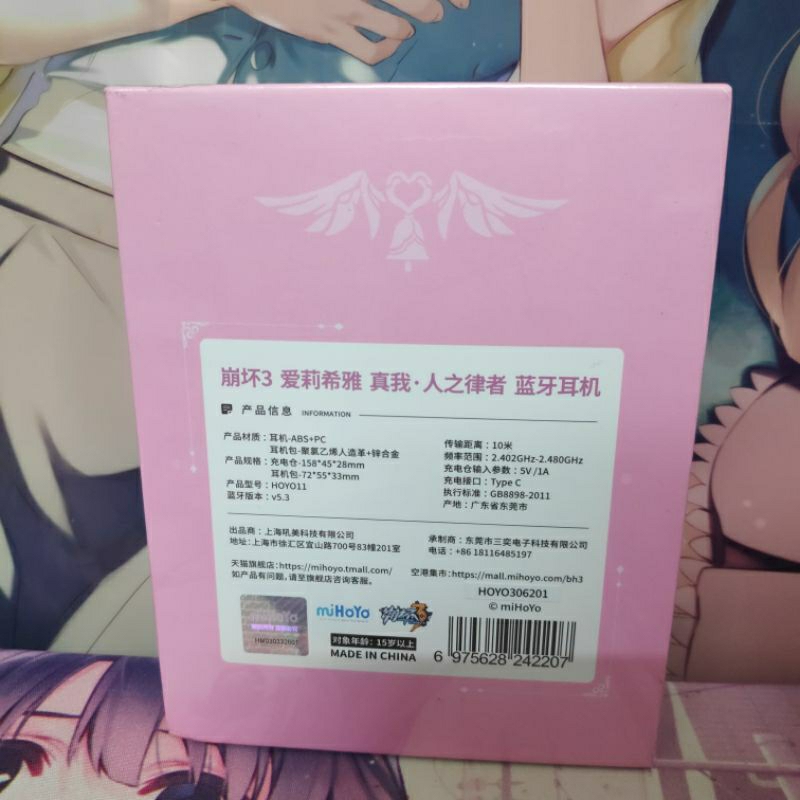 崩坏3 爱莉希雅 真我·人之律者 蓝牙耳机
产品信息 INFORMATION
产品材质：耳机-ABS+PC
耳机包-聚氯乙烯人造革+锌合金
产品规格：充电仓-158*45*28mm
耳机包-72*55*33mm
产品型号：HOYO11
蓝牙版本：v5.3
传输距离：10米
频率范围：2.402GHz-2.480GHz
充电仓输入参数：5V/1A
充电接口：Type C
执行标准：GB8898-2011
产地：广东省东莞市
出品商：上海吼美科技有限公司
地址：上海市徐汇区宜山路700号83幢201室
承制商：东莞市三奕电子科技有限公司
电话：+86 18116485197
天猫旗舰店：https://mihoyo.tmall.com/
如产品有问题,请至旗舰店咨询客服。
空港集市：https://mall.mihoyo.com/bh3
HOYO306201
© miHoYo
miHoYo
miHoYo
崩坏3
对象年龄：15岁以上
MADE IN CHINA
6 975628 242207